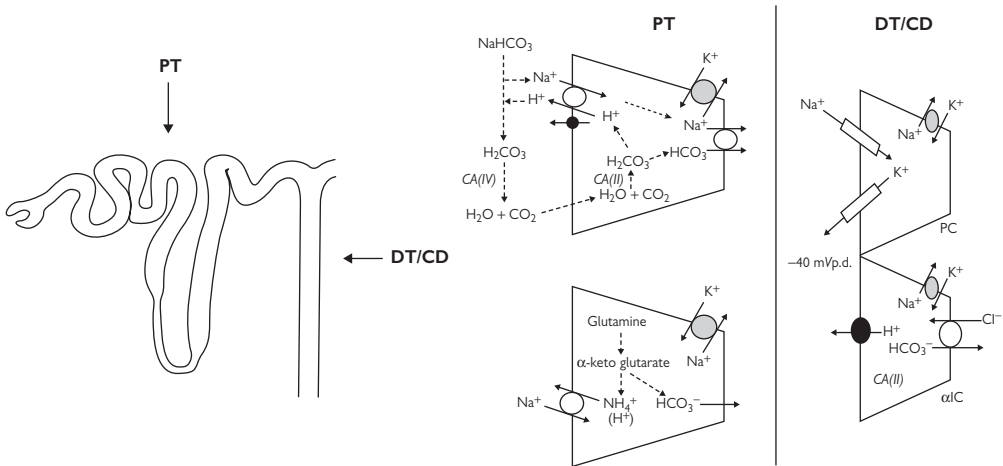 PT
DT/CD
PT
NaHCO₃
Na⁺
H⁺
H⁺
K⁺
Na⁺
H₂CO₃
H₂CO₃
HCO₃⁻
CA(IV)
CA(II)
H₂O + CO₂
H₂O + CO₂
K⁺
Glutamine
Na⁺
α-keto glutarate
Na⁺
NH₄⁺
HCO₃⁻
(H⁺)
DT/CD
Na⁺
K⁺
Na⁺
K⁺
PC
−40 mVp.d.
K⁺
Na⁺
Cl⁻
H⁺
HCO₃⁻
CA(II)
αIC